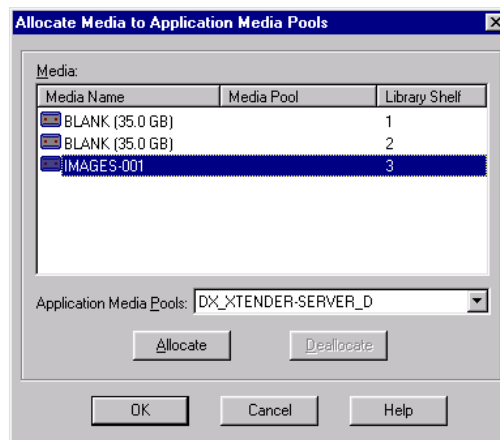 Allocate Media to Application Media Pools
Media:
Media Name Media Pool Library Shelf
BLANK (35.0 GB) 1
BLANK (35.0 GB) 2
IMAGES-001 3
Application Media Pools: DX_XTENDER-SERVER_D
Allocate Deallocate
OK Cancel Help